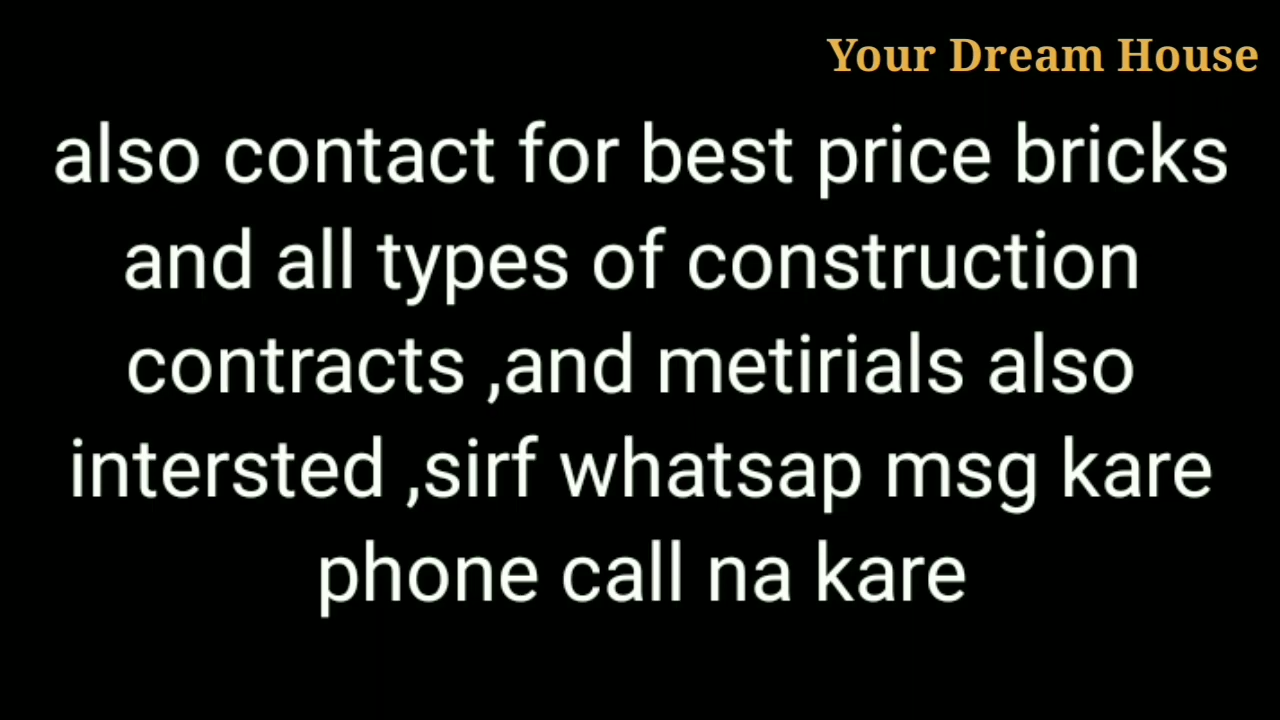 Your Dream House
also contact for best price bricks
and all types of construction
contracts ,and metirials also
intersted ,sirf whatsap msg kare
phone call na kare